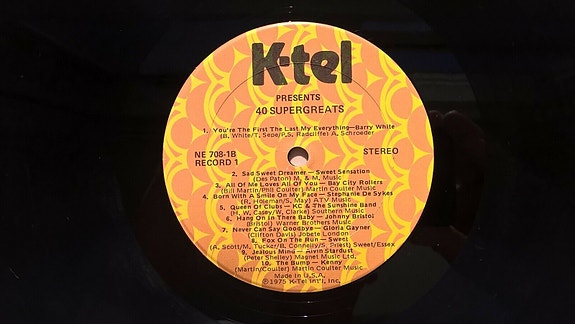 K-tel
PRESENTS
40 SUPERGREATS
1. You're The First The Last My Everything—Barry White
(B, White/T, Sepe/P,S, Radcliffe) A, Schroeder
NE 708-1B
RECORD 1
STEREO
2. Sad Sweet Dreamer— Sweet Sensation
(Des Paton) M, & M, Music
3. All Of Me Loves All Of You — Bay City Rollers
(Bill Martin/Phil Coulter) Martin Coulter Music
4. Born With A Smile On My Face— Stephanie De Sykes
(R, Holeman/S, May) ATV Music
5. Queen Of Clubs— KC & The Sunshine Band
(H, W, Casey/W, Clarke) Southern Music
6. Hang On In There Baby— Johnny Bristol
(Bristol) Warner Brothers Music
7. Never Can Say Goodbye— Gloria Gayner
(Clifton Davis) Jobete London
8. Fox On The Run — Sweet
(A, Scott/M, Tucker/B, Connelly/S, Priest) Sweet/Essex
9. Jealous Mind — Alvin Stardust
(Peter Shelley) Magnet Music Ltd,
10. The Bump— Kenny
(Martin/Coulter) Martin Coulter Music
Made in U.S.A.
©1975 K-Tel Int'l, Inc,